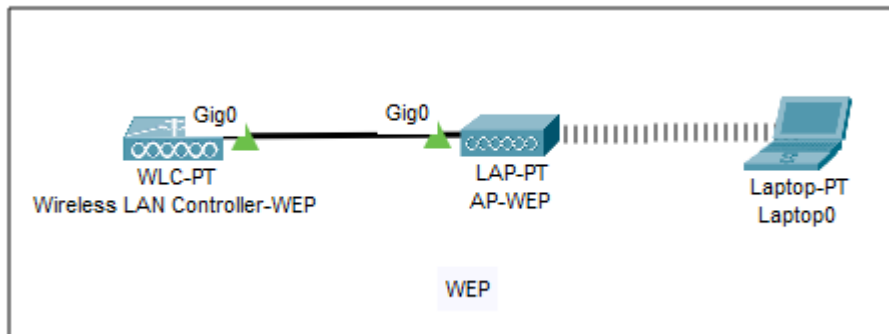 Gig0
Gig0
WLC-PT
Wireless LAN Controller-WEP
LAP-PT
AP-WEP
Laptop-PT
Laptop0
WEP